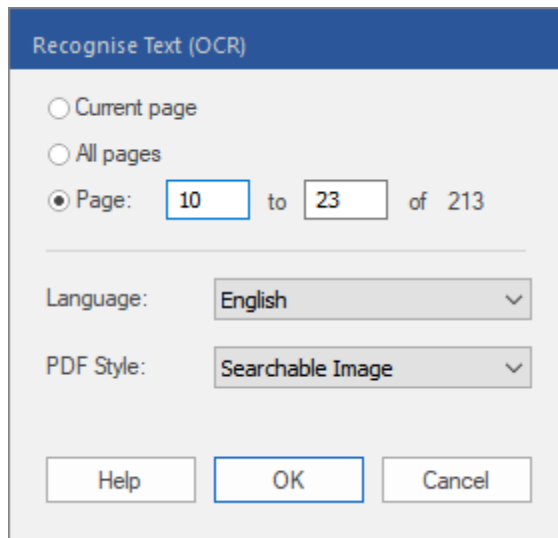 Recognise Text (OCR)
Current page
All pages
Page: 10 to 23 of 213
Language: English
PDF Style: Searchable Image
Help OK Cancel